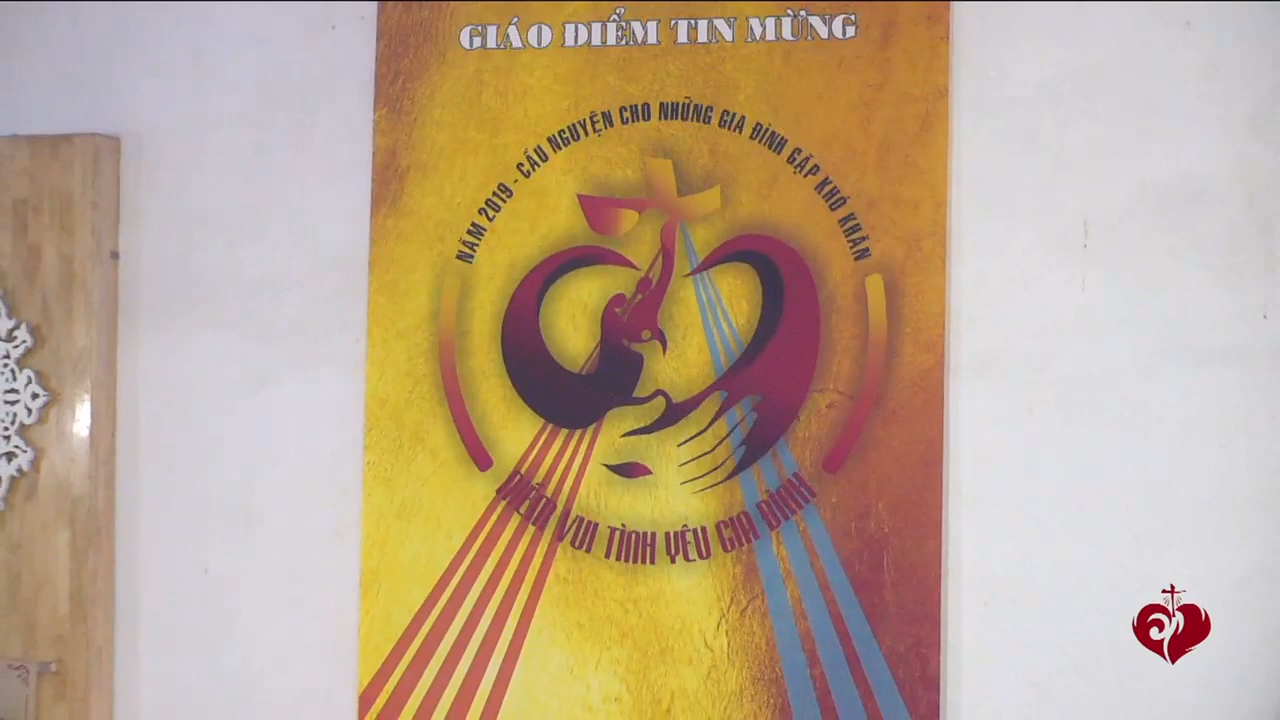 GIÁO ĐIỂM TIN MỪNG
NĂM 2019 - CẦU NGUYỆN CHO NHỮNG GIA ĐÌNH GẶP KHÓ KHĂN
NIỀM VUI TÌNH YÊU GIA ĐÌNH